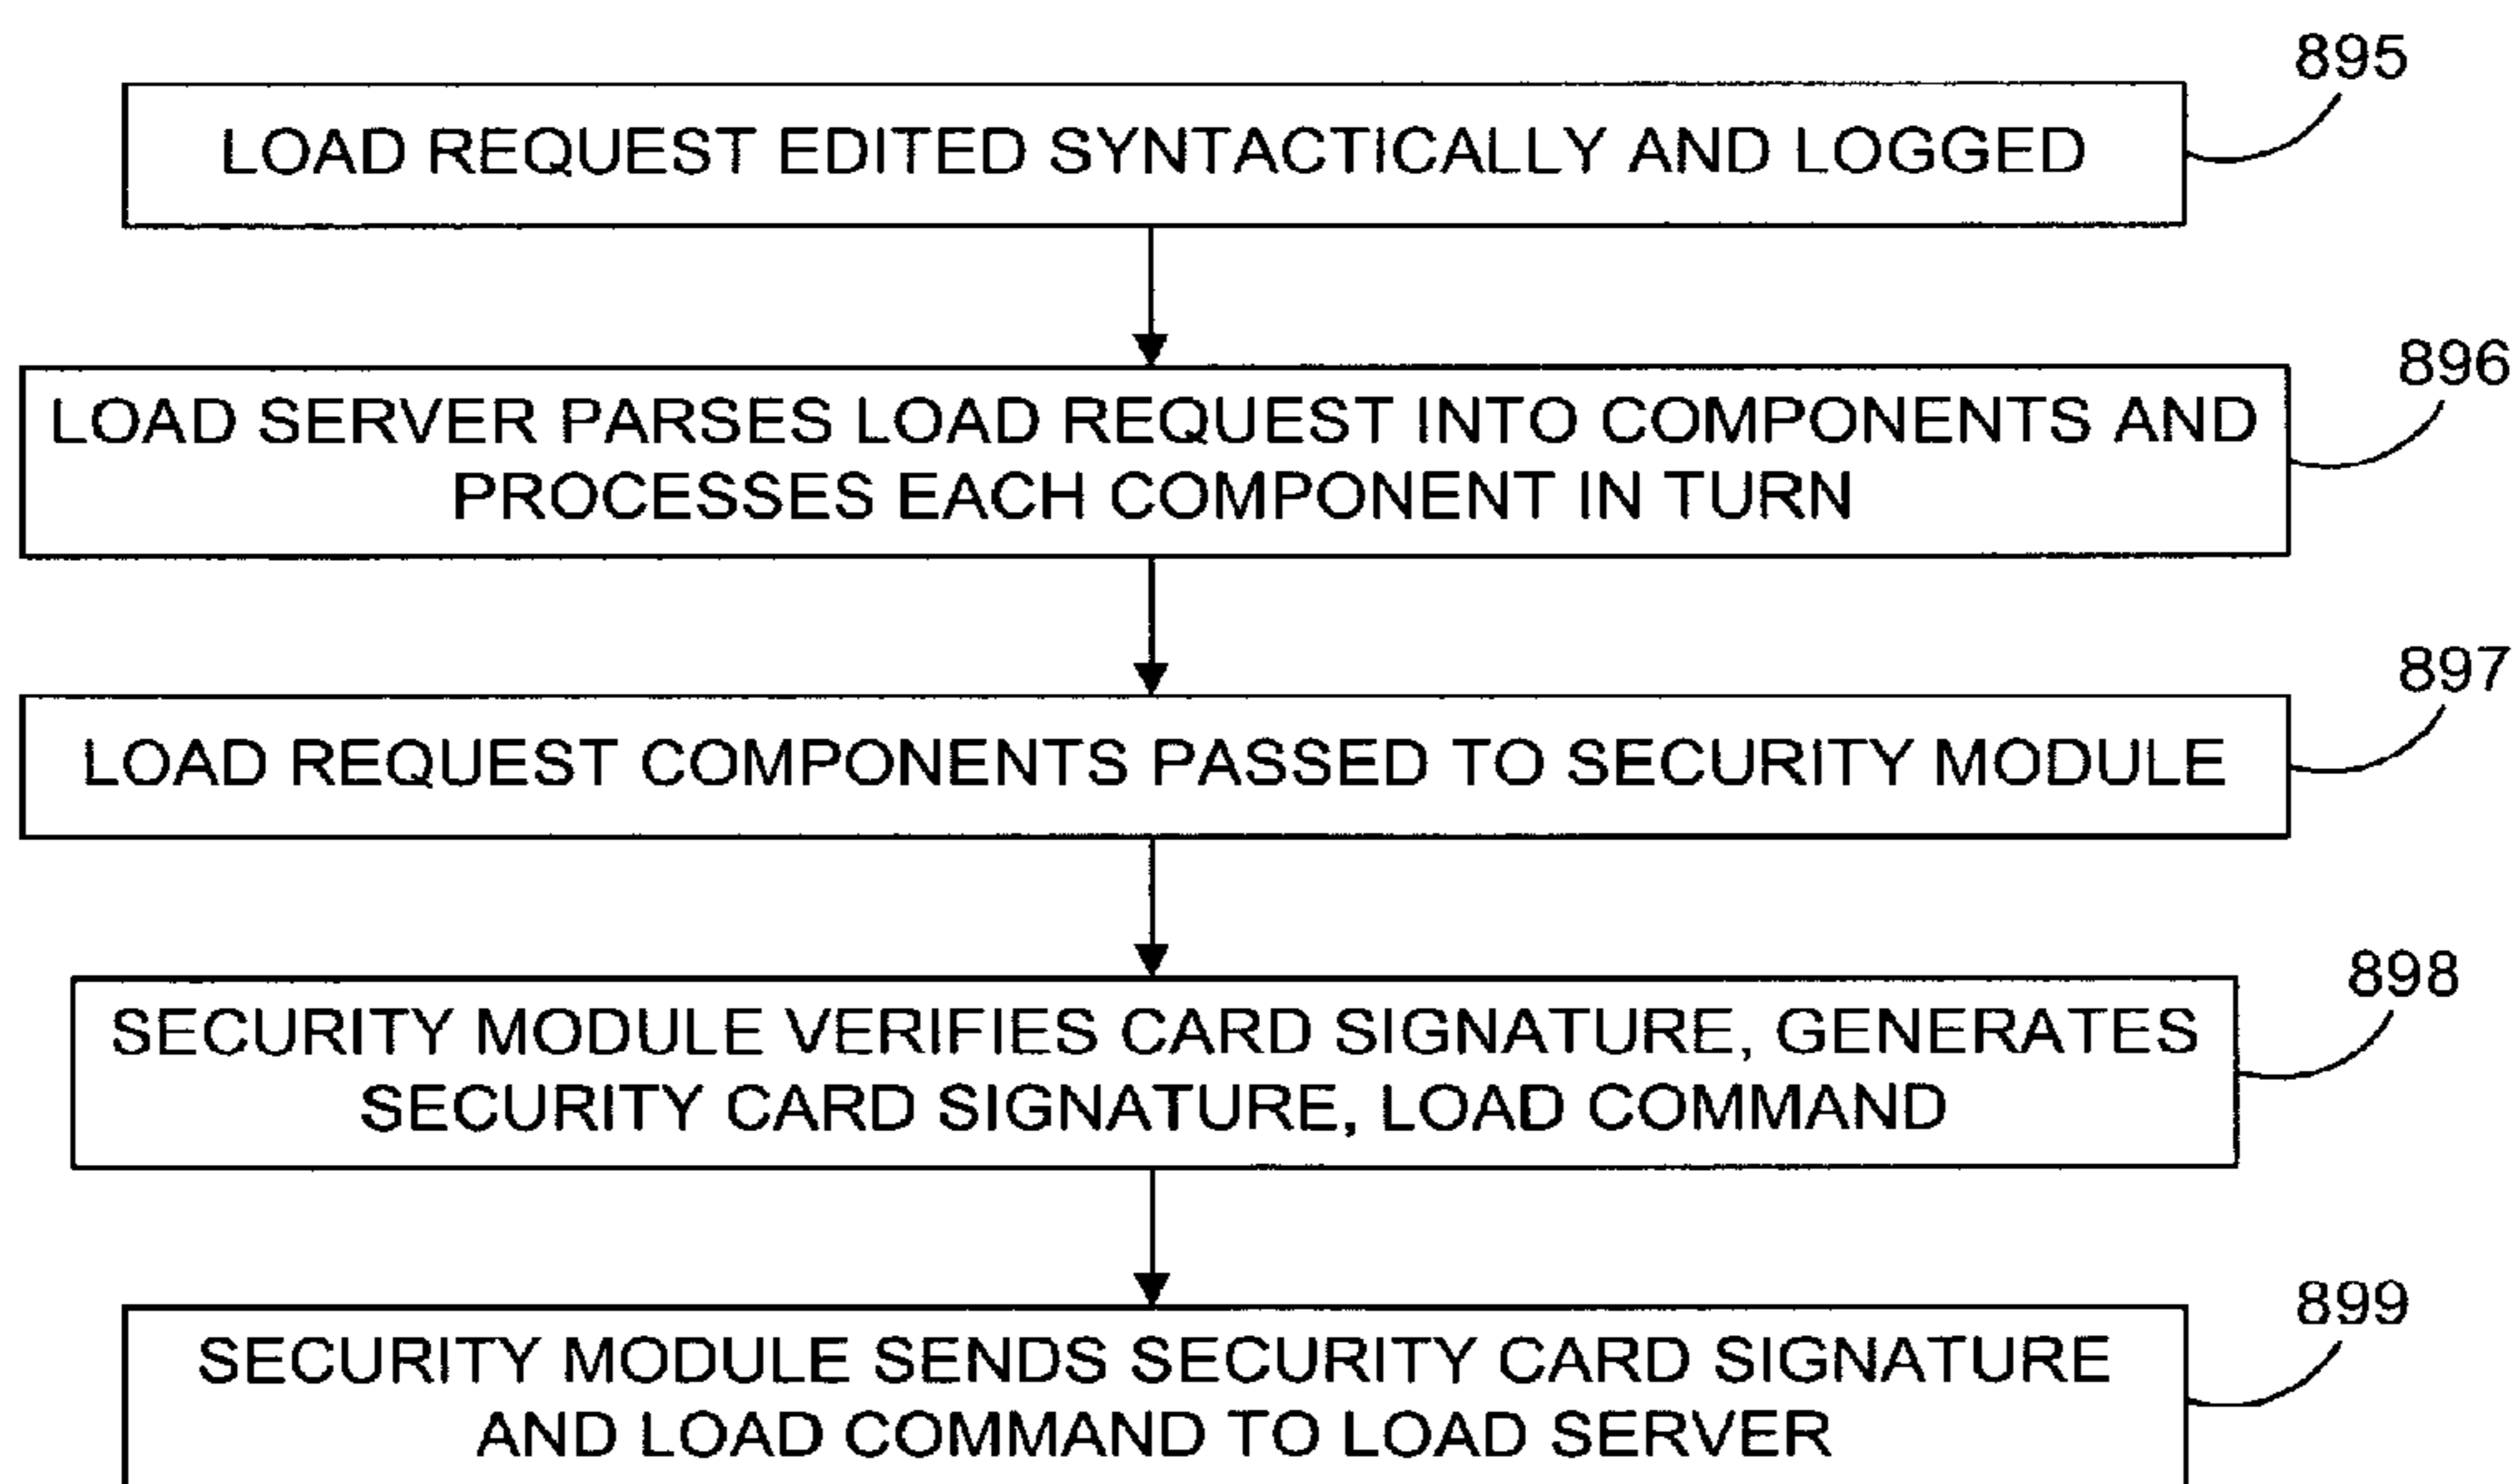 895
LOAD REQUEST EDITED SYNTACTICALLY AND LOGGED
896
LOAD SERVER PARSES LOAD REQUEST INTO COMPONENTS AND
PROCESSES EACH COMPONENT IN TURN
897
LOAD REQUEST COMPONENTS PASSED TO SECURITY MODULE
898
SECURITY MODULE VERIFIES CARD SIGNATURE, GENERATES
SECURITY CARD SIGNATURE, LOAD COMMAND
899
SECURITY MODULE SENDS SECURITY CARD SIGNATURE
AND LOAD COMMAND TO LOAD SERVER